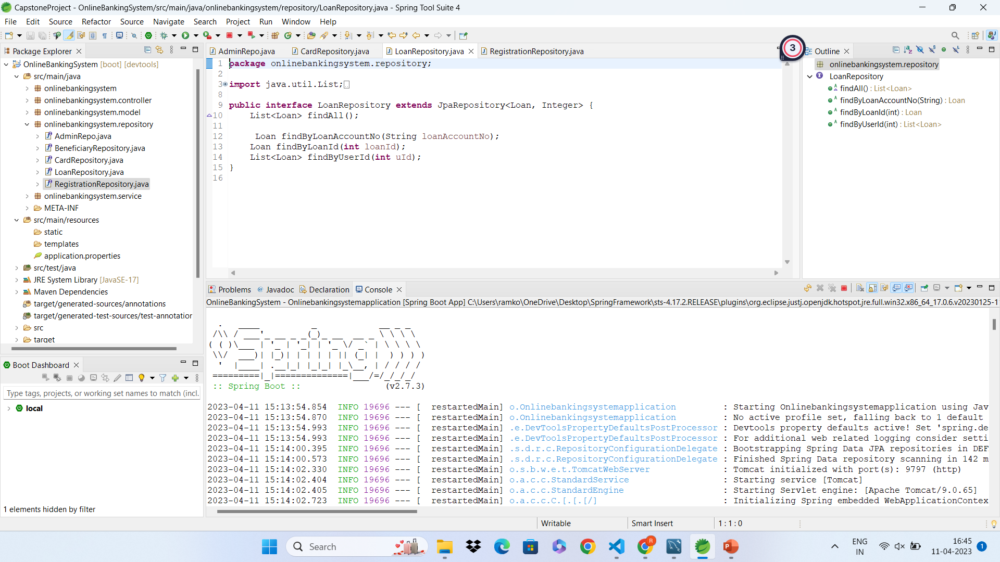 CapstoneProject - OnlineBankingSystem/src/main/java/onlinebankingsystem/repository/LoanRepository.java - Spring Tool Suite 4
File Edit Source Refactor Source Navigate Search Project Run Window Help
Package Explorer
OnlineBankingSystem [boot] [devtools]
src/main/java
onlinebankingsystem
onlinebankingsystem.controller
onlinebankingsystem.model
onlinebankingsystem.repository
AdminRepo.java
BeneficiaryRepository.java
CardRepository.java
LoanRepository.java
RegistrationRepository.java
onlinebankingsystem.service
META-INF
src/main/resources
static
templates
application.properties
src/test/java
JRE System Library [JavaSE-17]
Maven Dependencies
target/generated-sources/annotations
target/generated-test-sources/test-annotation
src
target
Boot Dashboard
Type tags, projects, or working set names to match (incl.
local
1 elements hidden by filter
AdminRepo.java CardRepository.java LoanRepository.java RegistrationRepository.java
1 package onlinebankingsystem.repository;
2
3 import java.util.List;
8
9 public interface LoanRepository extends JpaRepository<Loan, Integer> {
10 List<Loan> findAll();
11
12 Loan findByLoanAccountNo(String loanAccountNo);
13 Loan findByLoanId(int loanId);
14 List<Loan> findByUserId(int uId);
15 }
16
3
Outline
onlinebankingsystem.repository
LoanRepository
findAll() : List<Loan>
findByLoanAccountNo(String) : Loan
findByLoanId(int) : Loan
findByUserId(int) : List<Loan>
Problems @ Javadoc Declaration Console
OnlineBankingSystem - Onlinebankingsystemapplication [Spring Boot App] C:\Users\ramko\OneDrive\Desktop\SpringFramework\sts-4.17.2.RELEASE\plugins\org.eclipse.justj.openjdk.hotspot.jre.full.win32.x86_64_17.0.6.v20230125-1
  .   ____          _            __ _ _
 /\\ / ___'_ __ _ _(_)_ __  __ _ \ \ \ \
( ( )\___ | '_ | '_| | '_ \/ _` | \ \ \ \
 \\/  ___)| |_)| | | | | || (_| |  ) ) ) )
  '  |____| .__|_| |_|_| |_\__, | / / / /
 =========|_|==============|___/=/_/_/_/
 :: Spring Boot ::                (v2.7.3)
2023-04-11 15:13:54.854 INFO 19696 --- [ restartedMain] o.Onlinebankingsystemapplication : Starting Onlinebankingsystemapplication using Jav
2023-04-11 15:13:54.870 INFO 19696 --- [ restartedMain] o.Onlinebankingsystemapplication : No active profile set, falling back to 1 default
2023-04-11 15:13:54.993 INFO 19696 --- [ restartedMain] .e.DevToolsPropertyDefaultsPostProcessor : Devtools property defaults active! Set 'spring.de
2023-04-11 15:13:54.993 INFO 19696 --- [ restartedMain] .e.DevToolsPropertyDefaultsPostProcessor : For additional web related logging consider setti
2023-04-11 15:14:00.395 INFO 19696 --- [ restartedMain] .s.d.r.c.RepositoryConfigurationDelegate : Bootstrapping Spring Data JPA repositories in DEF
2023-04-11 15:14:00.573 INFO 19696 --- [ restartedMain] .s.d.r.c.RepositoryConfigurationDelegate : Finished Spring Data repository scanning in 142 m
2023-04-11 15:14:02.330 INFO 19696 --- [ restartedMain] o.s.b.w.e.t.TomcatWebServer : Tomcat initialized with port(s): 9797 (http)
2023-04-11 15:14:02.404 INFO 19696 --- [ restartedMain] o.a.c.c.StandardService : Starting service [Tomcat]
2023-04-11 15:14:02.405 INFO 19696 --- [ restartedMain] o.a.c.c.StandardEngine : Starting Servlet engine: [Apache Tomcat/9.0.65]
2023-04-11 15:14:02.723 INFO 19696 --- [ restartedMain] o.a.c.c.C.[.[.[/] : Initializing Spring embedded WebApplicationContex
Writable Smart Insert 1 : 1 : 0
Search
ENG
IN
16:45
11-04-2023
1